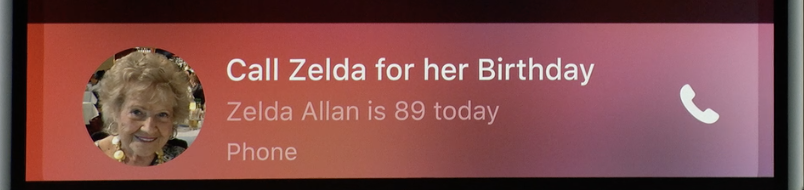 Call Zelda for her Birthday
Zelda Allan is 89 today
Phone